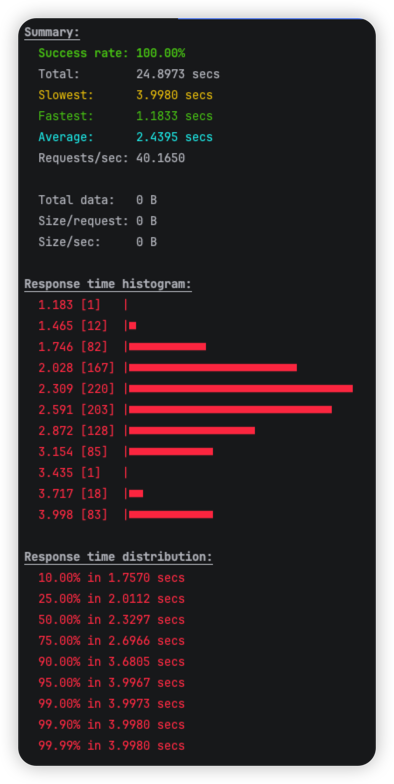 Summary:
Success rate: 100.00%
Total: 24.8973 secs
Slowest: 3.9980 secs
Fastest: 1.1833 secs
Average: 2.4395 secs
Requests/sec: 40.1650
Total data: 0 B
Size/request: 0 B
Size/sec: 0 B
Response time histogram:
1.183 [1] |
1.465 [12] |
1.746 [82] |
2.028 [167] |
2.309 [220] |
2.591 [203] |
2.872 [128] |
3.154 [85] |
3.435 [1] |
3.717 [18] |
3.998 [83] |
Response time distribution:
10.00% in 1.7570 secs
25.00% in 2.0112 secs
50.00% in 2.3297 secs
75.00% in 2.6966 secs
90.00% in 3.6805 secs
95.00% in 3.9967 secs
99.00% in 3.9973 secs
99.90% in 3.9980 secs
99.99% in 3.9980 secs